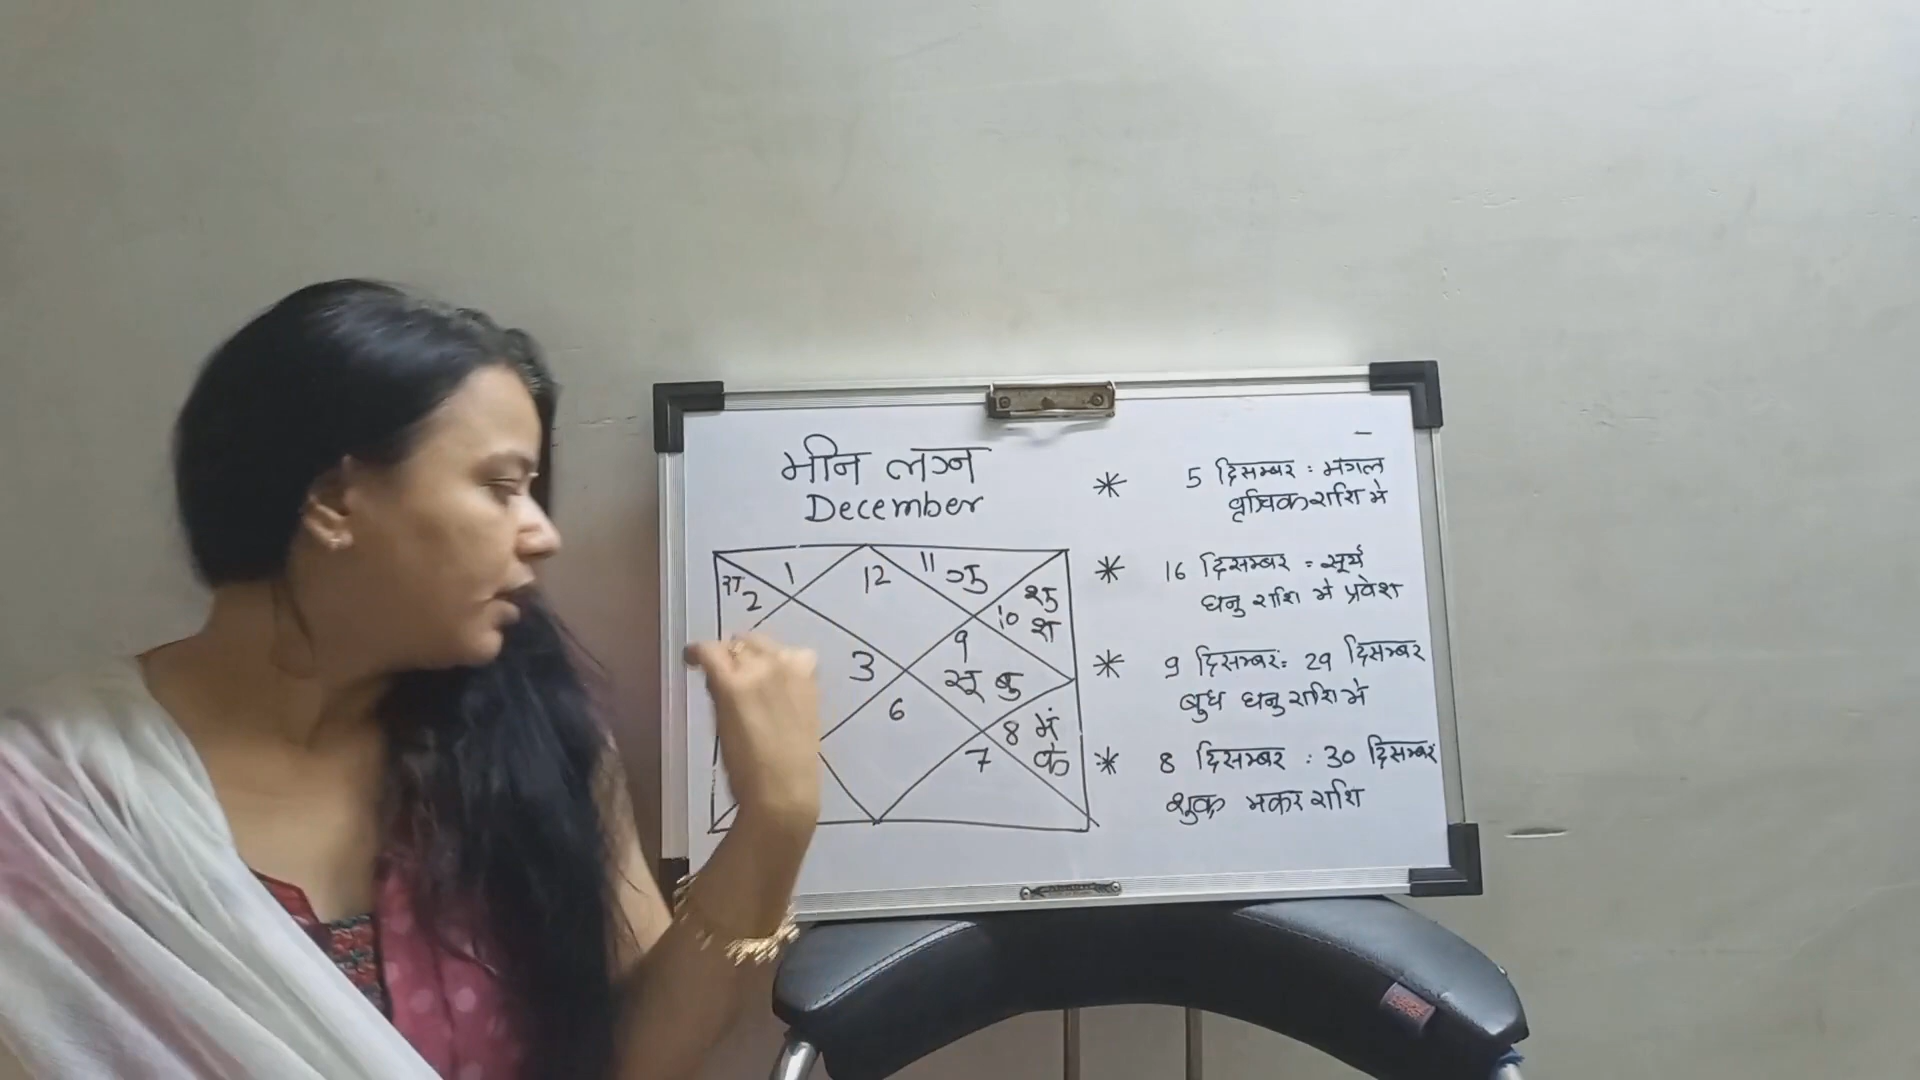 मीन लग्न
December
1
12
11
गु
रा
2
शु
10 श
9
3
सू बु
6
8 मं
7
के
* 5 दिसम्बर : मंगल
वृश्चिक राशि मे
* 16 दिसम्बर = सूर्य
धनु राशि में प्रवेश
* 9 दिसम्बर: 29 दिसम्बर
बुध धनु राशि में
* 8 दिसम्बर : 30 दिसम्बर
शुक्र मकर राशि